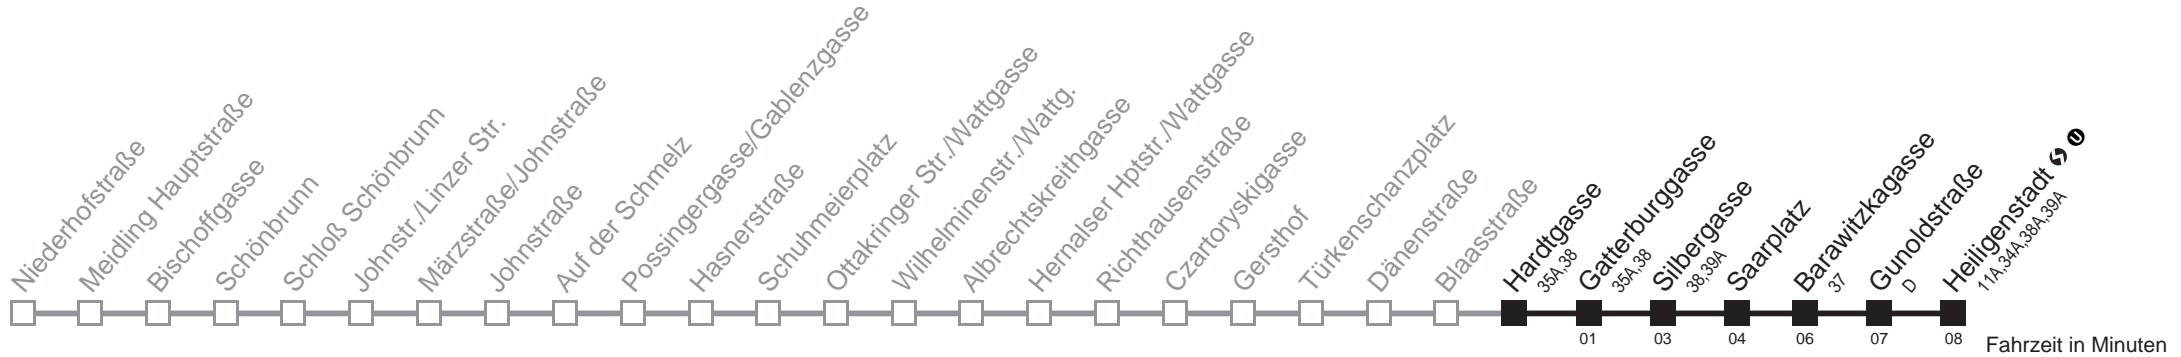 Niederhofstraße
Meidling Hauptstraße
Bischoffgasse
Schönbrunn
Schloß Schönbrunn
Johnstr./Linzer Str.
Märzstraße/Johnstraße
Johnstraße
Auf der Schmelz
Possingergasse/Gablenzgasse
Hasnerstraße
Schuhmeierplatz
Ottakringer Str./Wattgasse
Wilhelminenstr./Wattg.
Albrechtskreithgasse
Hernalser Hptstr./Wattgasse
Richthausenstraße
Czartoryskigasse
Gersthof
Türkenschanzplatz
Dänenstraße
Blaasstraße
Hardtgasse
35A,38
Gatterburggasse
35A,38
01
Silbergasse
38,39A
03
Saarplatz
04
Barawitzkagasse
37
06
Gunoldstraße
D
07
Heiligenstadt S U
11A,34A,38A,39A
08
Fahrzeit in Minuten